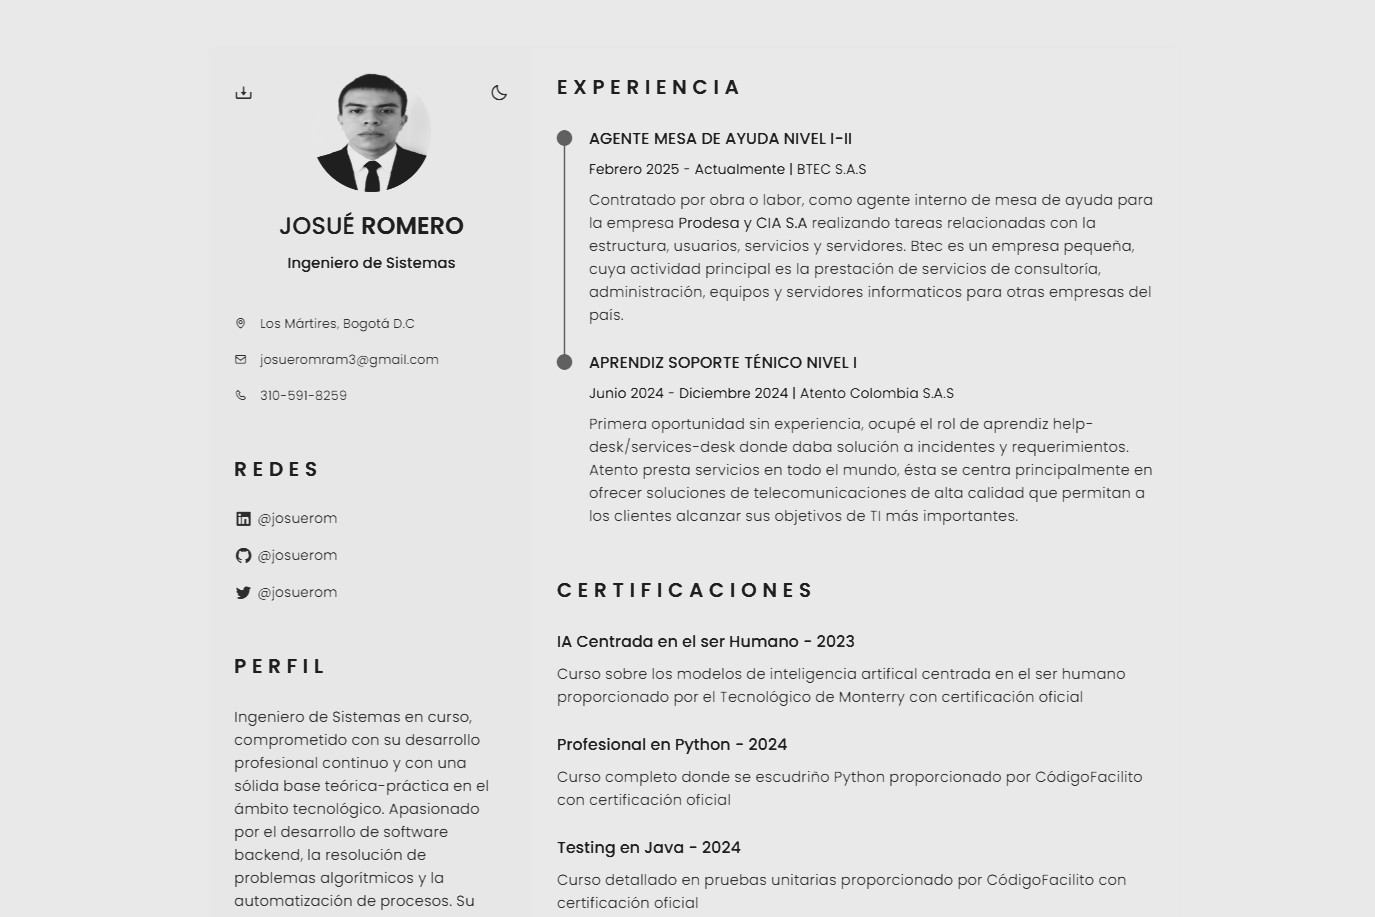 JOSUÉ ROMERO
Ingeniero de Sistemas
Los Mártires, Bogotá D.C
josueromram3@gmail.com
310-591-8259
REDES
@josuerom
@josuerom
@josuerom
PERFIL
Ingeniero de Sistemas en curso,
comprometido con su desarrollo
profesional continuo y con una
sólida base teórica-práctica en el
ámbito tecnológico. Apasionado
por el desarrollo de software
backend, la resolución de
problemas algorítmicos y la
automatización de procesos. Su
EXPERIENCIA
AGENTE MESA DE AYUDA NIVEL I-II
Febrero 2025 - Actualmente | BTEC S.A.S
Contratado por obra o labor, como agente interno de mesa de ayuda para
la empresa Prodesa y CIA S.A realizando tareas relacionadas con la
estructura, usuarios, servicios y servidores. Btec es un empresa pequeña,
cuya actividad principal es la prestación de servicios de consultoría,
administración, equipos y servidores informaticos para otras empresas del
país.
APRENDIZ SOPORTE TÉNICO NIVEL I
Junio 2024 - Diciembre 2024 | Atento Colombia S.A.S
Primera oportunidad sin experiencia, ocupé el rol de aprendiz help-
desk/services-desk donde daba solución a incidentes y requerimientos.
Atento presta servicios en todo el mundo, ésta se centra principalmente en
ofrecer soluciones de telecomunicaciones de alta calidad que permitan a
los clientes alcanzar sus objetivos de TI más importantes.
CERTIFICACIONES
IA Centrada en el ser Humano - 2023
Curso sobre los modelos de inteligencia artifical centrada en el ser humano
proporcionado por el Tecnológico de Monterry con certificación oficial
Profesional en Python - 2024
Curso completo donde se escudriño Python proporcionado por CódigoFacilito
con certificación oficial
Testing en Java - 2024
Curso detallado en pruebas unitarias proporcionado por CódigoFacilito con
certificación oficial